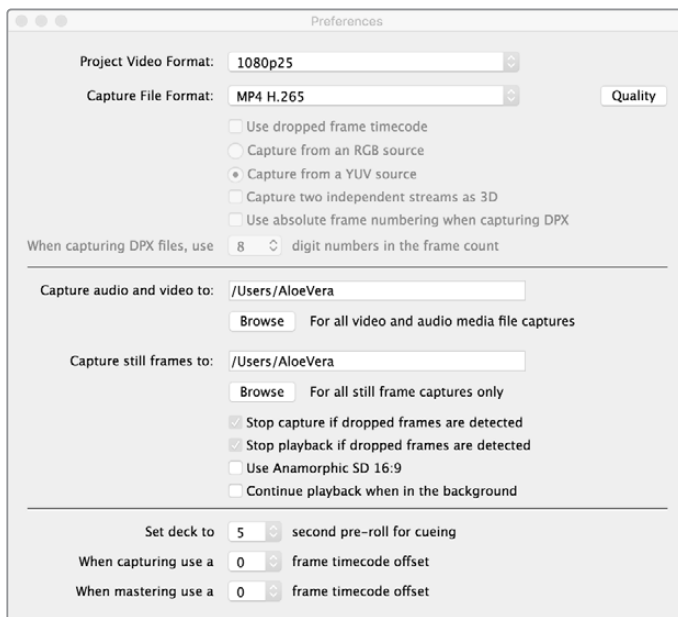 Preferences
Project Video Format: 1080p25
Capture File Format: MP4 H.265 Quality
Use dropped frame timecode
Capture from an RGB source
Capture from a YUV source
Capture two independent streams as 3D
Use absolute frame numbering when capturing DPX
When capturing DPX files, use 8 digit numbers in the frame count
Capture audio and video to: /Users/AloeVera
Browse For all video and audio media file captures
Capture still frames to: /Users/AloeVera
Browse For all still frame captures only
Stop capture if dropped frames are detected
Stop playback if dropped frames are detected
Use Anamorphic SD 16:9
Continue playback when in the background
Set deck to 5 second pre-roll for cueing
When capturing use a 0 frame timecode offset
When mastering use a 0 frame timecode offset